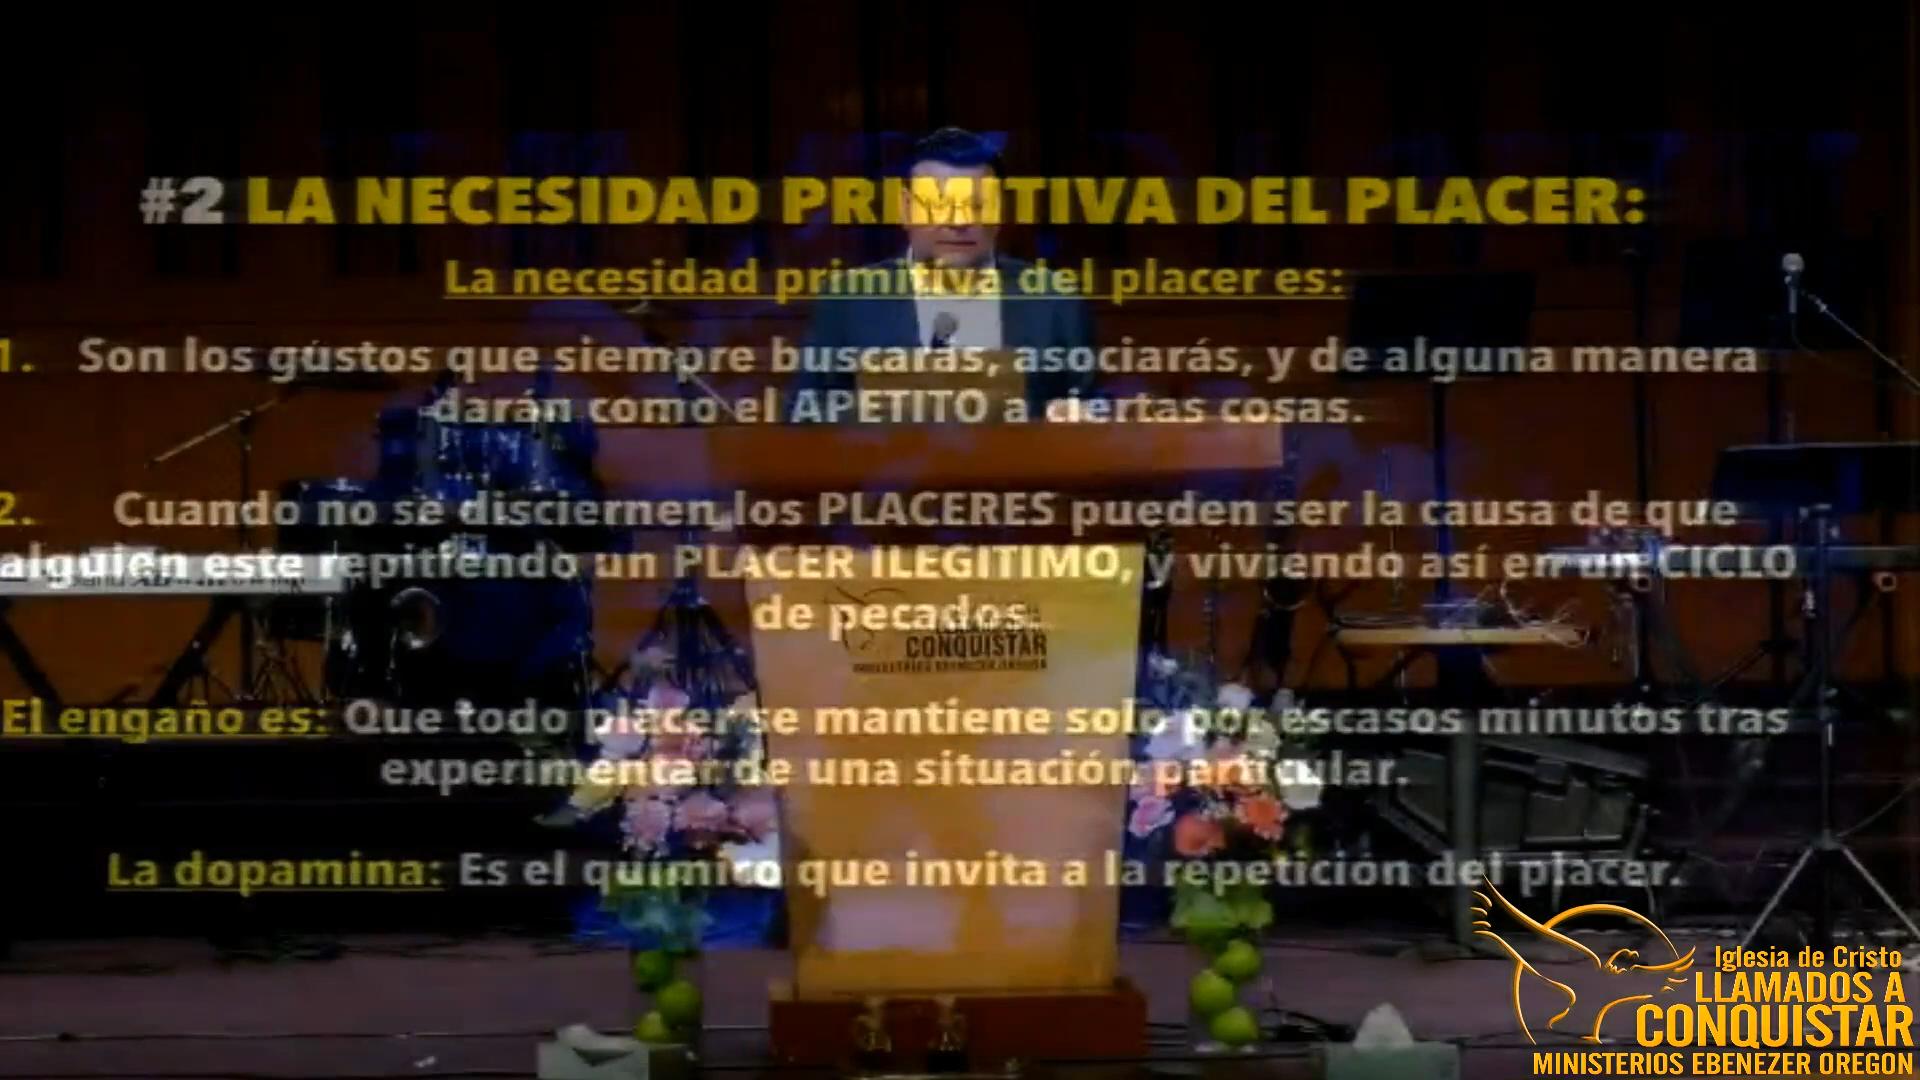 #2 LA NECESIDAD PRIMITIVA DEL PLACER:
La necesidad primitiva del placer es:
1. Son los gustos que siempre buscarás, asociarás, y de alguna manera
darán como el APETITO a ciertas cosas.
2. Cuando no se disciernen los PLACERES pueden ser la causa de que
alguien este repitiendo un PLACER ILEGITIMO, y viviendo así en un CICLO
de pecados.
CONQUISTAR
MINISTERIOS EBENEZER OREGON
El engaño es: Que todo placer se mantiene solo por escasos minutos tras
experimentar de una situación particular.
La dopamina: Es el químico que invita a la repetición del placer.
Iglesia de Cristo
LLAMADOS A
CONQUISTAR
MINISTERIOS EBENEZER OREGON